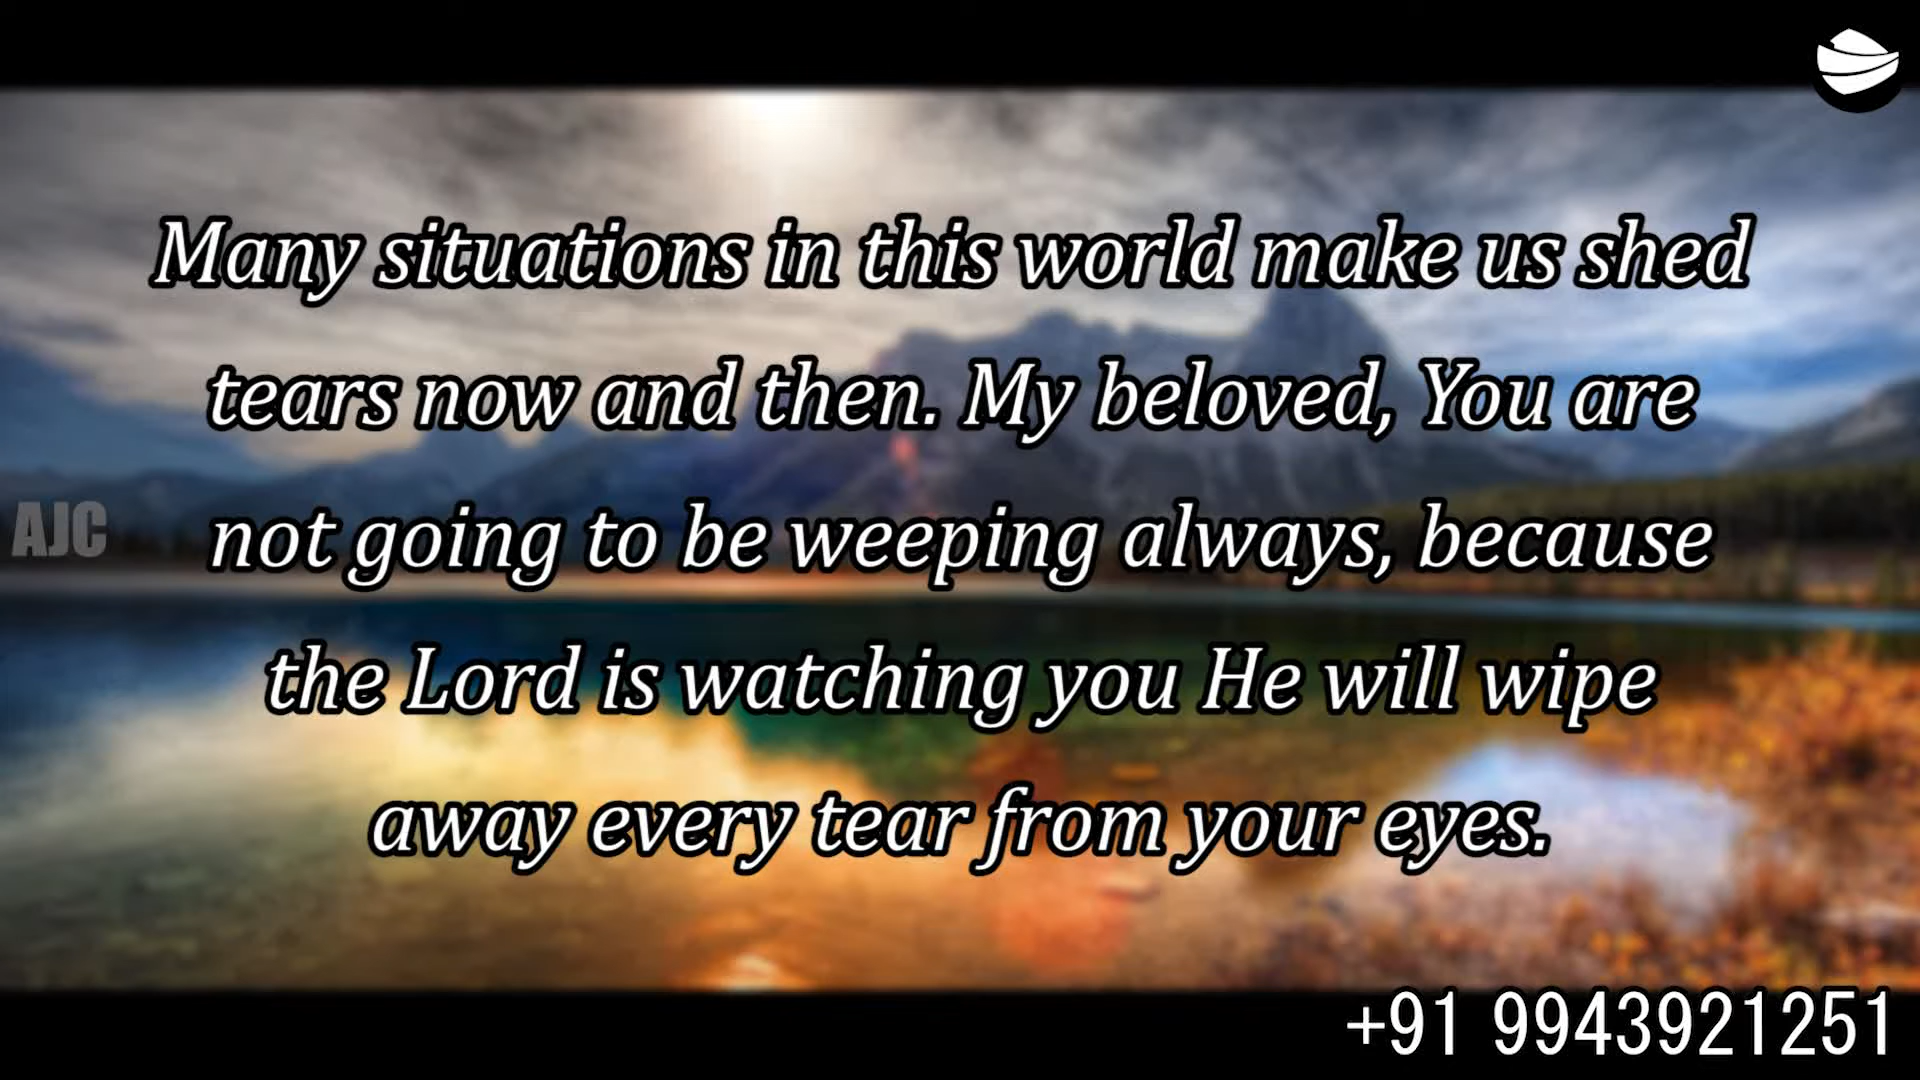 Many situations in this world make us shed
tears now and then. My beloved, You are
not going to be weeping always, because
the Lord is watching you He will wipe
away every tear from your eyes.
AJC
+91 9943921251